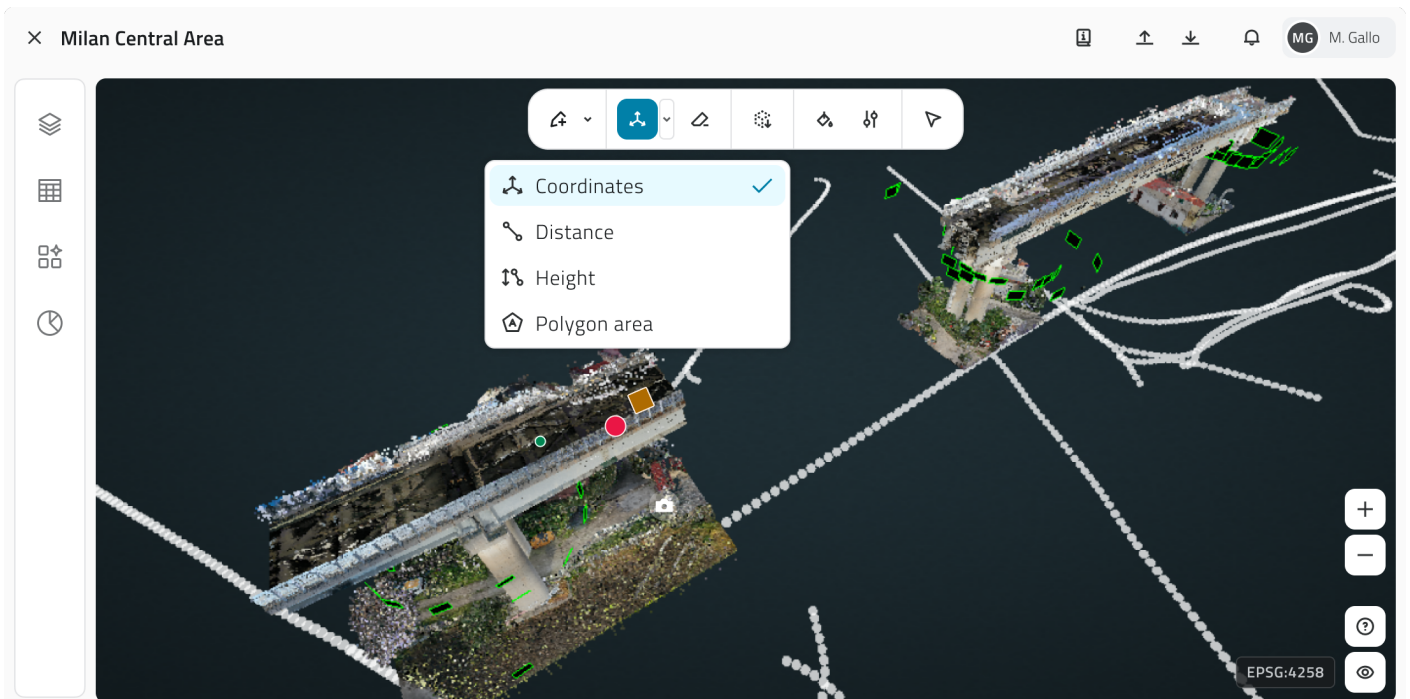 Milan Central Area
MG M. Gallo
Coordinates
Distance
Height
Polygon area
EPSG:4258